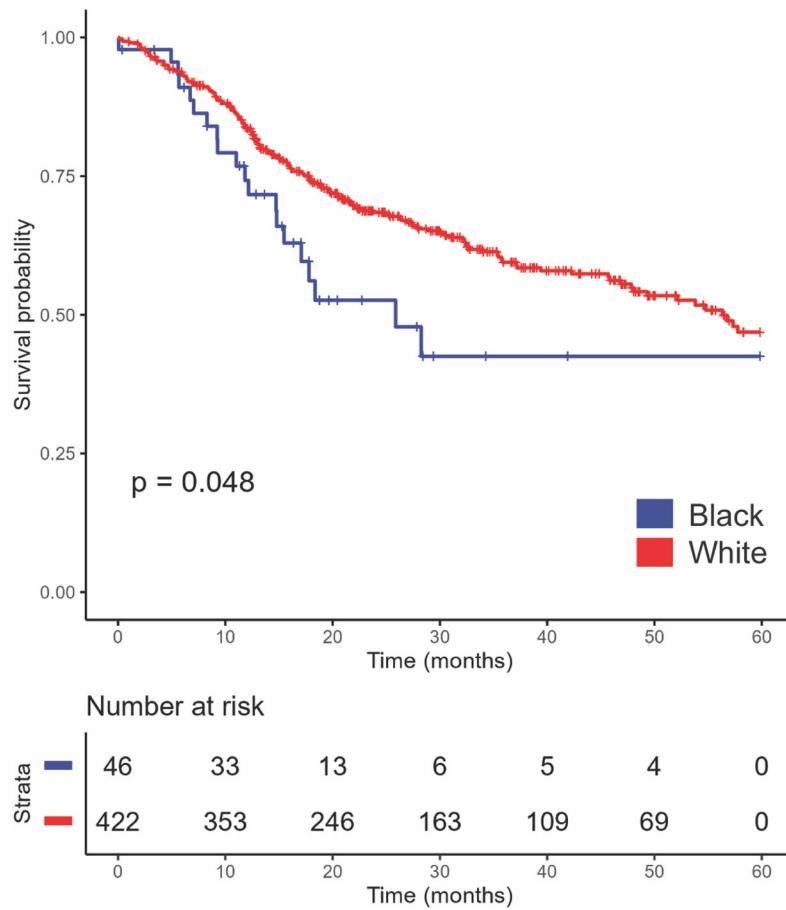 1.00
0.75
0.50
0.25
0.00
Survival probability
p = 0.048
Black
White
0 10 20 30 40 50 60
Time (months)
Number at risk
Strata
46 33 13 6 5 4 0
422 353 246 163 109 69 0
0 10 20 30 40 50 60
Time (months)